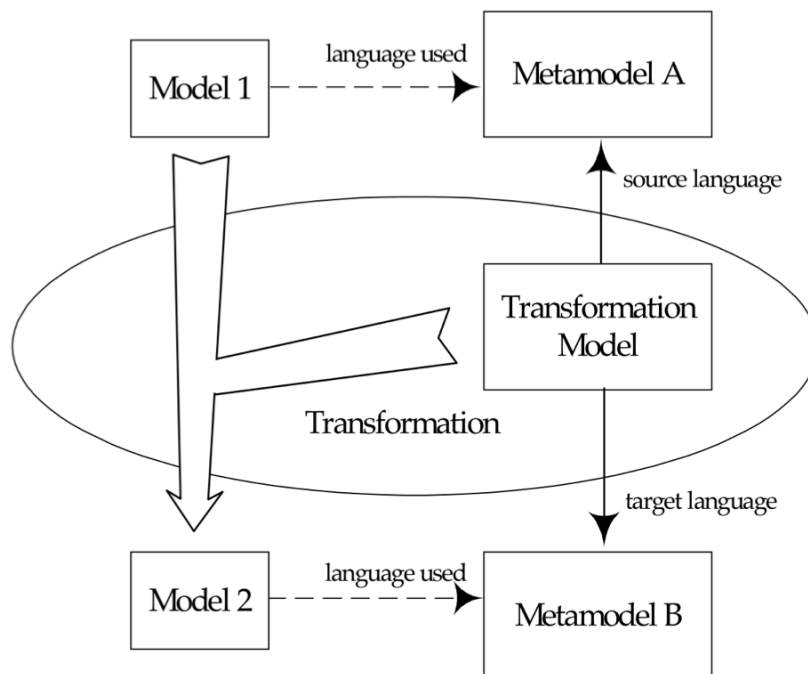 language used
Model 1
Metamodel A
source language
Transformation
Model
Transformation
target language
language used
Model 2
Metamodel B